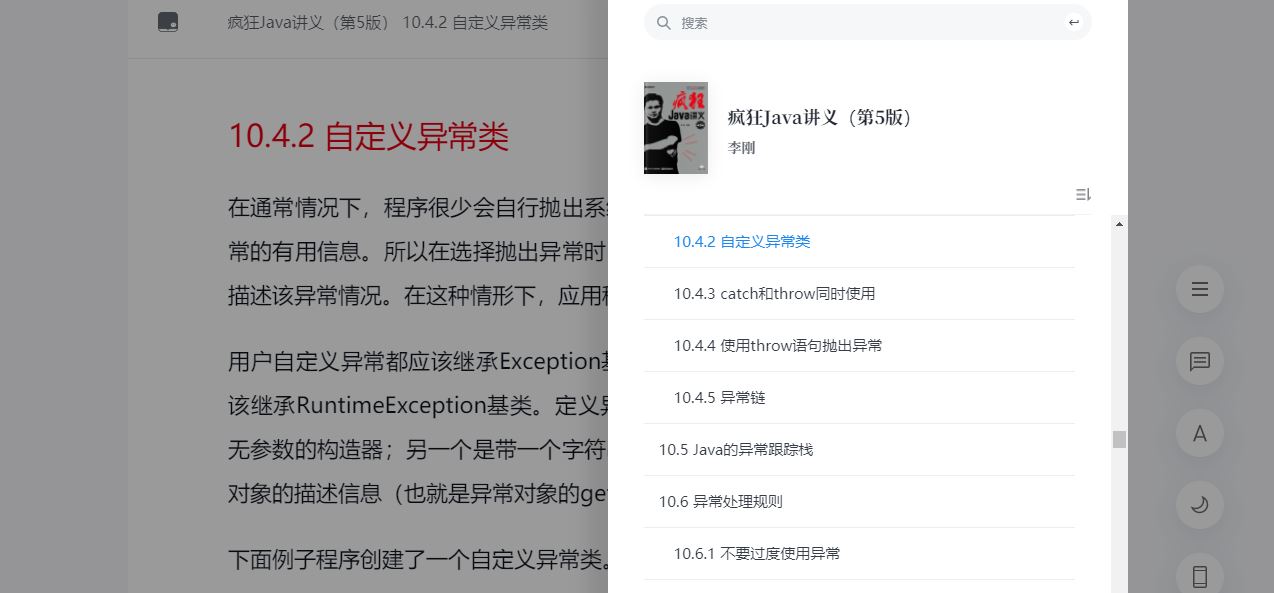 疯狂Java讲义（第5版） 10.4.2 自定义异常类
10.4.2 自定义异常类
在通常情况下，程序很少会自行抛出系
常的有用信息。所以在选择抛出异常时
描述该异常情况。在这种情形下，应用
用户自定义异常都应该继承Exception
该继承RuntimeException基类。定义
无参数的构造器；另一个是带一个字符
对象的描述信息（也就是异常对象的ge
下面例子程序创建了一个自定义异常类。
搜索
疯狂
Java讲义
疯狂Java讲义（第5版）
李刚
10.4.2 自定义异常类
10.4.3 catch和throw同时使用
10.4.4 使用throw语句抛出异常
10.4.5 异常链
10.5 Java的异常跟踪栈
10.6 异常处理规则
10.6.1 不要过度使用异常
A